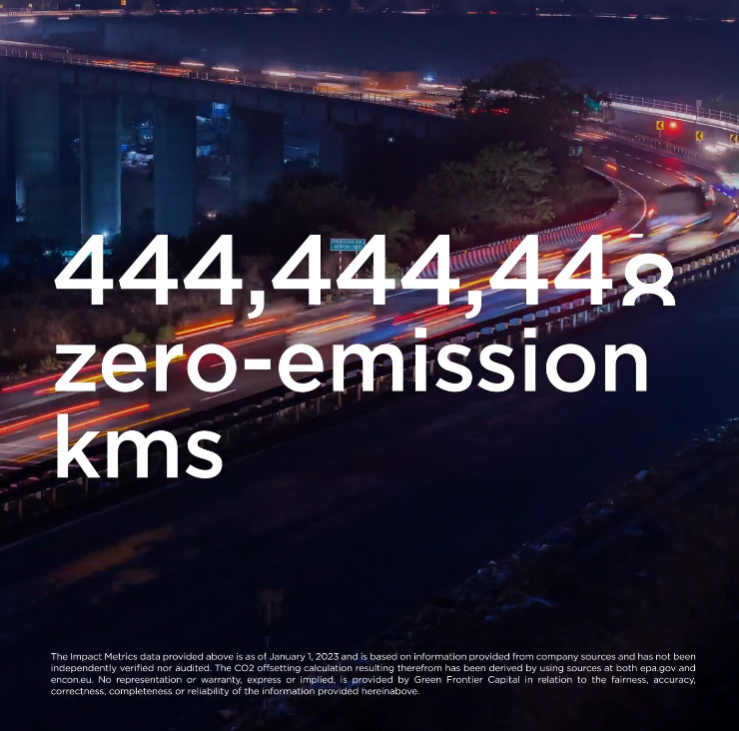 444,444,448
zero-emission
kms
The Impact Metrics data provided above is as of January 1, 2023 and is based on information provided from company sources and has not been
independently verified nor audited. The CO2 offsetting calculation resulting therefrom has been derived by using sources at both epa.gov and
encon.eu. No representation or warranty, express or implied, is provided by Green Frontier Capital in relation to the fairness, accuracy,
correctness, completeness or reliability of the information provided hereinabove.